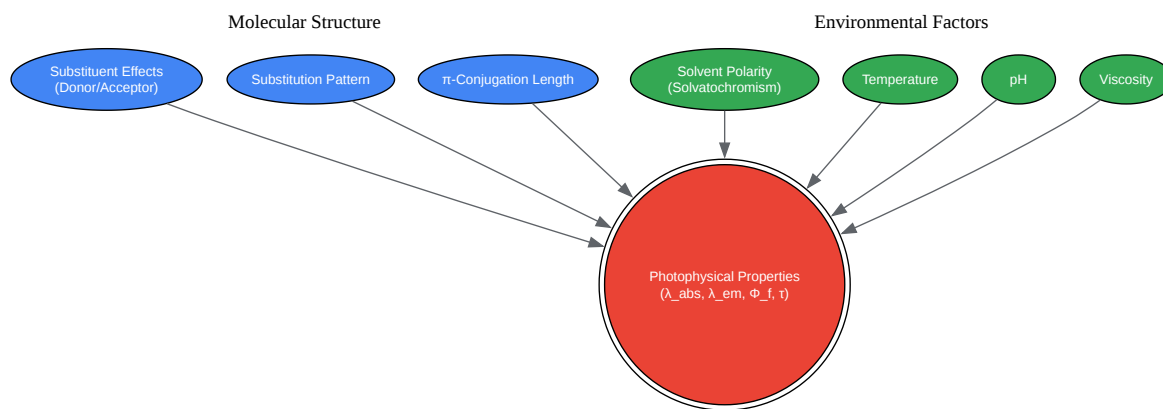 Molecular Structure
Environmental Factors
Substituent Effects
(Donor/Acceptor)
Substitution Pattern
π-Conjugation Length
Solvent Polarity
(Solvatochromism)
Temperature
pH
Viscosity
Photophysical Properties
(λ_abs, λ_em, Φ_f, τ)